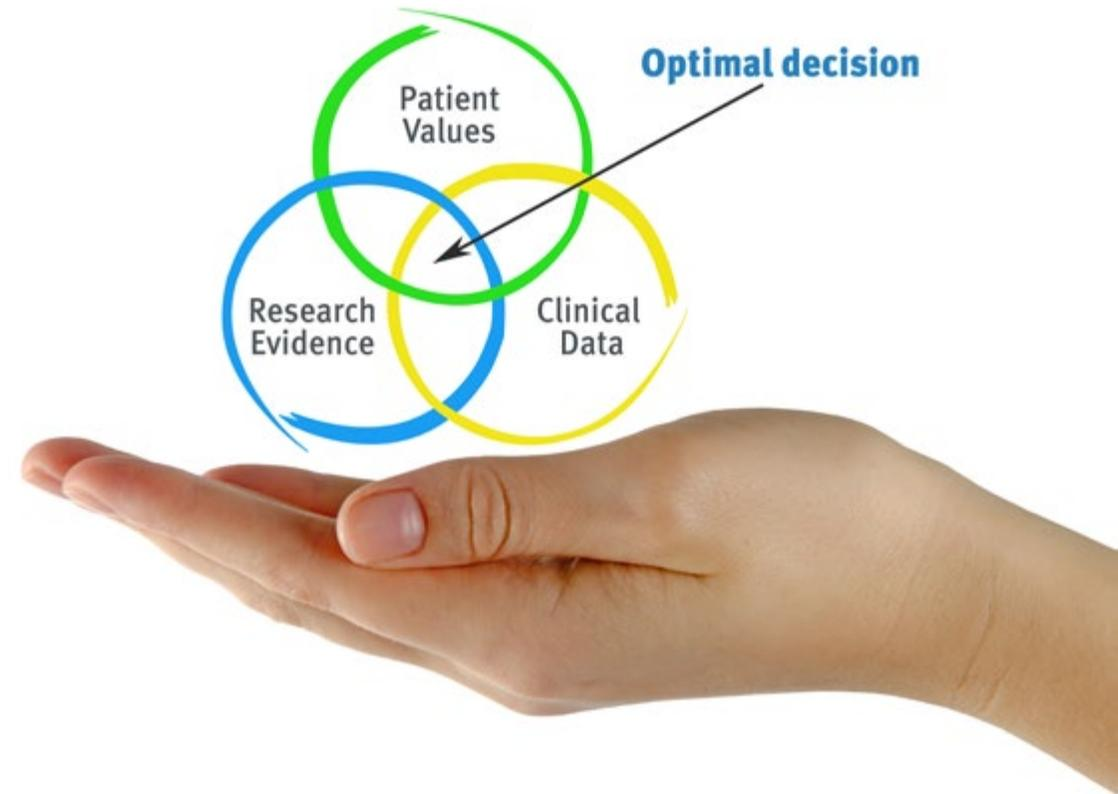 Optimal decision
Patient
Values
Research
Evidence
Clinical
Data